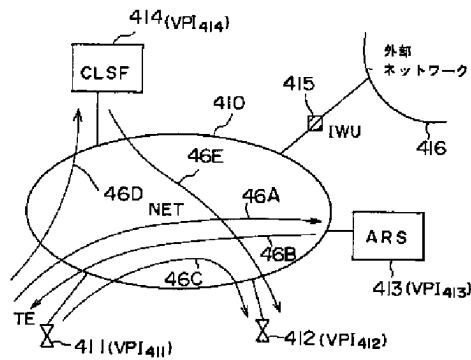 414 (VPI414)
CLSF
外部
ネットワーク
415
IWU
416
410
46E
46D
NET
46A
46B
46C
ARS
413 (VPI413)
TE
411 (VPI411)
412 (VPI412)